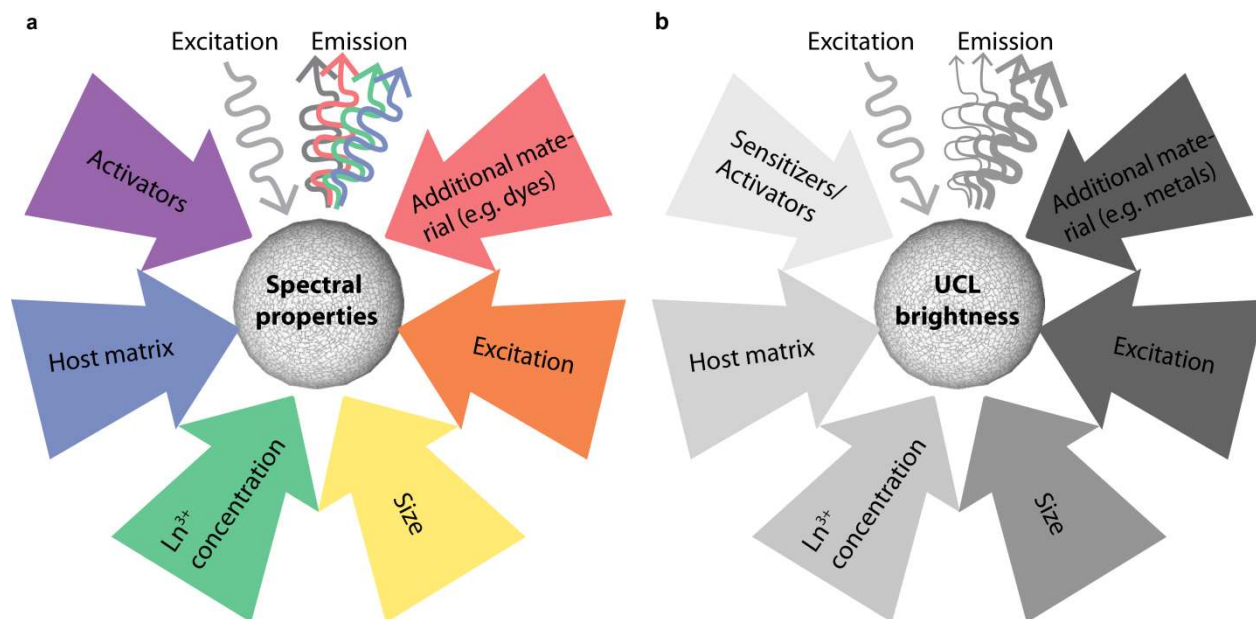 a
Excitation
Emission
Activators
Additional mate-
rial (e.g. dyes)
Host matrix
Spectral
properties
Excitation
Ln³⁺
concentration
Size
b
Excitation
Emission
Sensitizers/
Activators
Additional mate-
rial (e.g. metals)
Host matrix
UCL
brightness
Excitation
Ln³⁺
concentration
Size